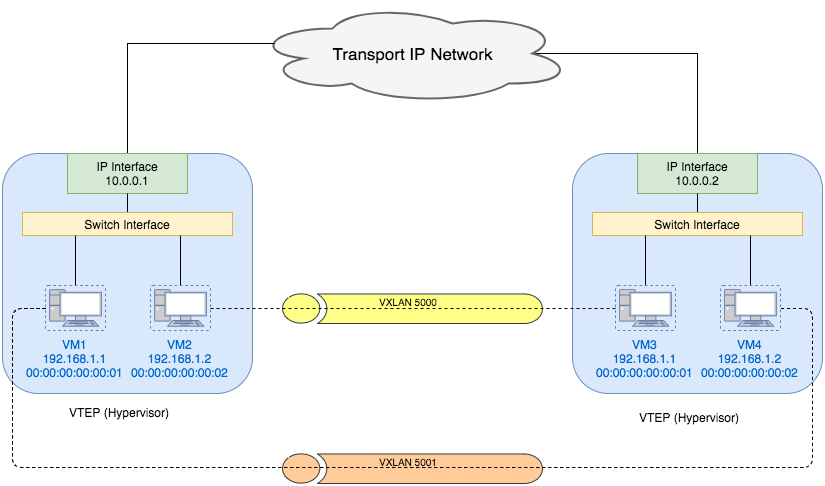 Transport IP Network
IP Interface
10.0.0.1
Switch Interface
VM1
192.168.1.1
00:00:00:00:00:01
VM2
192.168.1.2
00:00:00:00:00:02
VTEP (Hypervisor)
VXLAN 5000
IP Interface
10.0.0.2
Switch Interface
VM3
192.168.1.1
00:00:00:00:00:01
VM4
192.168.1.2
00:00:00:00:00:02
VTEP (Hypervisor)
VXLAN 5001